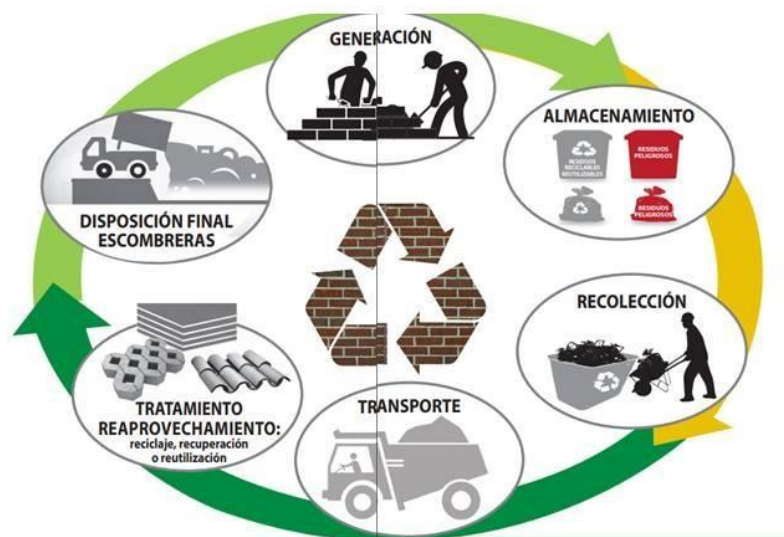 GENERACIÓN
ALMACENAMIENTO
RESIDUOS
RECICLABLES
REUTILIZABLES
RESIDUOS
PELIGROSOS
RESIDUOS
PELIGROSOS
RECOLECCIÓN
TRANSPORTE
TRATAMIENTO
REAPROVECHAMIENTO:
reciclaje, recuperación
o reutilización
DISPOSICIÓN FINAL
ESCOMBRERAS